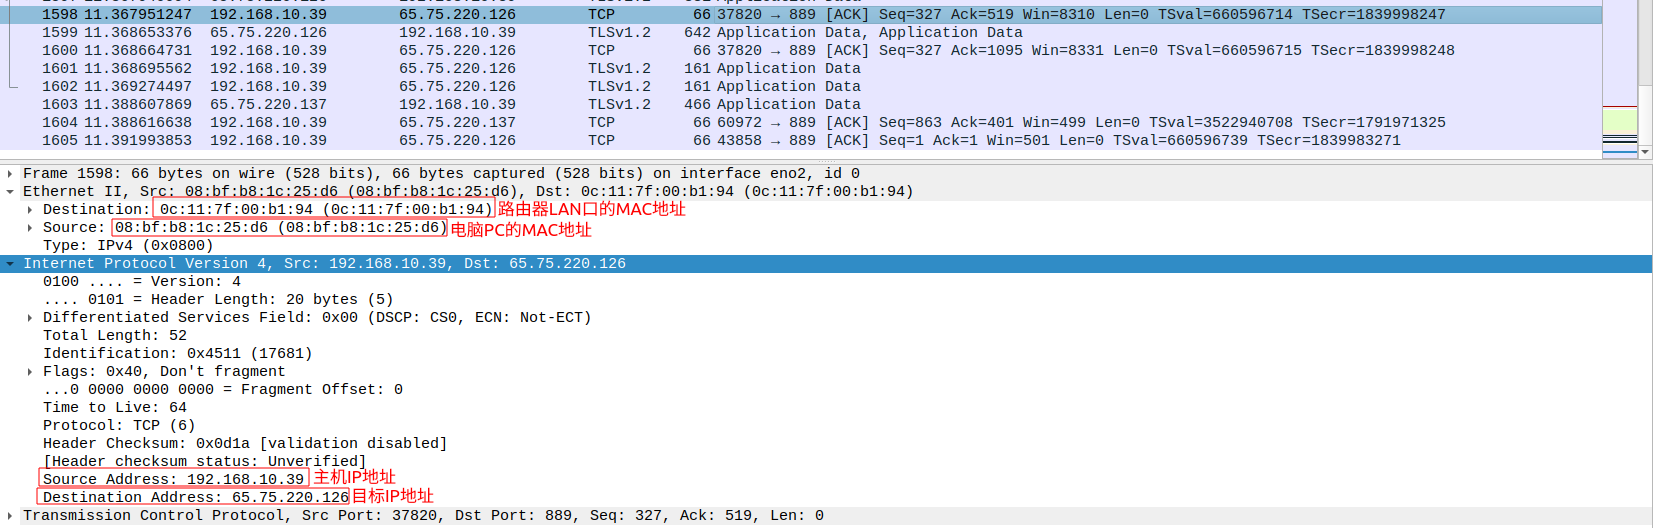 1598 11.367951247 192.168.10.39 65.75.220.126 TCP 66 37820 → 889 [ACK] Seq=327 Ack=519 Win=8310 Len=0 TSval=660596714 TSecr=1839998247
1599 11.368653376 65.75.220.126 192.168.10.39 TLSv1.2 642 Application Data, Application Data
1600 11.368664731 192.168.10.39 65.75.220.126 TCP 66 37820 → 889 [ACK] Seq=327 Ack=1095 Win=8331 Len=0 TSval=660596715 TSecr=1839998248
1601 11.368695562 192.168.10.39 65.75.220.126 TLSv1.2 161 Application Data
1602 11.369274497 192.168.10.39 65.75.220.126 TLSv1.2 161 Application Data
1603 11.388607869 65.75.220.137 192.168.10.39 TLSv1.2 466 Application Data
1604 11.388616638 192.168.10.39 65.75.220.137 TCP 66 60972 → 889 [ACK] Seq=863 Ack=401 Win=499 Len=0 TSval=3522940708 TSecr=1791971325
1605 11.391993853 192.168.10.39 65.75.220.126 TCP 66 43858 → 889 [ACK] Seq=1 Ack=1 Win=501 Len=0 TSval=660596739 TSecr=1839983271
Frame 1598: 66 bytes on wire (528 bits), 66 bytes captured (528 bits) on interface eno2, id 0
Ethernet II, Src: 08:bf:b8:1c:25:d6 (08:bf:b8:1c:25:d6), Dst: 0c:11:7f:00:b1:94 (0c:11:7f:00:b1:94)
Destination: 0c:11:7f:00:b1:94 (0c:11:7f:00:b1:94) 路由器LAN口的MAC地址
Source: 08:bf:b8:1c:25:d6 (08:bf:b8:1c:25:d6) 电脑PC的MAC地址
Type: IPv4 (0x0800)
Internet Protocol Version 4, Src: 192.168.10.39, Dst: 65.75.220.126
0100 .... = Version: 4
.... 0101 = Header Length: 20 bytes (5)
Differentiated Services Field: 0x00 (DSCP: CS0, ECN: Not-ECT)
Total Length: 52
Identification: 0x4511 (17681)
Flags: 0x40, Don't fragment
...0 0000 0000 0000 = Fragment Offset: 0
Time to Live: 64
Protocol: TCP (6)
Header Checksum: 0x0d1a [validation disabled]
[Header checksum status: Unverified]
Source Address: 192.168.10.39 主机IP地址
Destination Address: 65.75.220.126 目标IP地址
Transmission Control Protocol, Src Port: 37820, Dst Port: 889, Seq: 327, Ack: 519, Len: 0